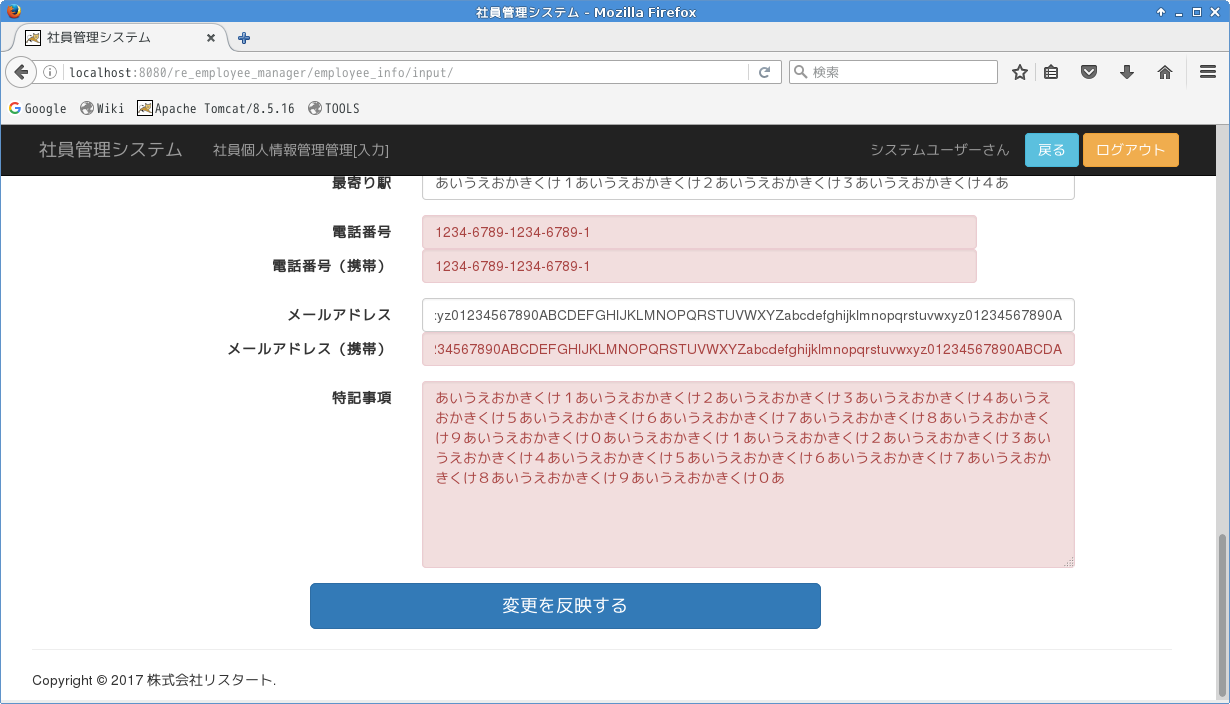 社員管理システム - Mozilla Firefox
社員管理システム
localhost:8080/re_employee_manager/employee_info/input/
検索
Google Wiki Apache Tomcat/8.5.16 TOOLS
社員管理システム 社員個人情報管理管理[入力] システムユーザーさん 戻る ログアウト
最寄り駅 あいうえおかきくけ１あいうえおかきくけ２あいうえおかきくけ３あいうえおかきくけ４あ
電話番号 1234-6789-1234-6789-1
電話番号（携帯） 1234-6789-1234-6789-1
メールアドレス yz01234567890ABCDEFGHIJKLMNOPQRSTUVWXYZabcdefghijklmnopqrstuvwxyz01234567890A
メールアドレス（携帯） 234567890ABCDEFGHIJKLMNOPQRSTUVWXYZabcdefghijklmnopqrstuvwxyz01234567890ABCDA
特記事項 あいうえおかきくけ１あいうえおかきくけ２あいうえおかきくけ３あいうえおかきくけ４あいうえ
おかきくけ５あいうえおかきくけ６あいうえおかきくけ７あいうえおかきくけ８あいうえおかきく
け９あいうえおかきくけ０あいうえおかきくけ１あいうえおかきくけ２あいうえおかきくけ３あい
うえおかきくけ４あいうえおかきくけ５あいうえおかきくけ６あいうえおかきくけ７あいうえおか
きくけ８あいうえおかきくけ９あいうえおかきくけ０あ
変更を反映する
Copyright © 2017 株式会社リスタート.